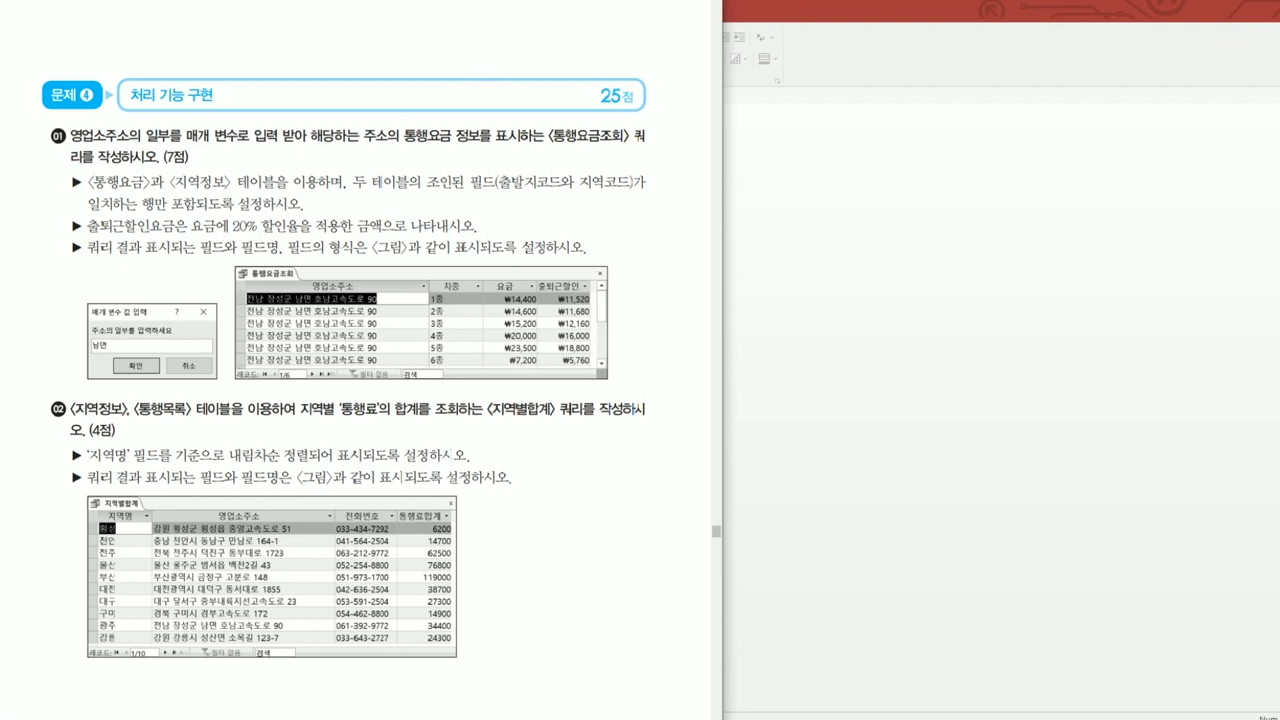 문제 4 처리 기능 구현 25점
01 영업소주소의 일부를 매개 변수로 입력 받아 해당하는 주소의 통행요금 정보를 표시하는 〈통행요금조회〉 쿼
리를 작성하시오. (7점)
▶ 〈통행요금〉과 〈지역정보〉 테이블을 이용하며, 두 테이블의 조인된 필드(출발지코드와 지역코드)가
일치하는 행만 포함되도록 설정하시오.
▶ 출퇴근할인요금은 요금에 20% 할인율을 적용한 금액으로 나타내시오.
▶ 쿼리 결과 표시되는 필드와 필드명, 필드의 형식은 〈그림〉과 같이 표시되도록 설정하시오.
매개 변수 값 입력 ? ×
주소의 일부를 입력하세요
남면
확인 취소
통행요금조회 ×
영업소주소 차종 요금 출퇴근할인
전남 장성군 남면 호남고속도로 90 1종 ₩14,400 ₩11,520
전남 장성군 남면 호남고속도로 90 2종 ₩14,600 ₩11,680
전남 장성군 남면 호남고속도로 90 3종 ₩15,200 ₩12,160
전남 장성군 남면 호남고속도로 90 4종 ₩20,000 ₩16,000
전남 장성군 남면 호남고속도로 90 5종 ₩23,500 ₩18,800
전남 장성군 남면 호남고속도로 90 6종 ₩7,200 ₩5,760
레코드: 1/6 필터 없음 검색
02 〈지역정보〉, 〈통행목록〉 테이블을 이용하여 지역별 '통행료'의 합계를 조회하는 〈지역별합계〉 쿼리를 작성하시
오. (4점)
▶ '지역명' 필드를 기준으로 내림차순 정렬되어 표시되도록 설정하시오.
▶ 쿼리 결과 표시되는 필드와 필드명은 〈그림〉과 같이 표시되도록 설정하시오.
지역별합계 ×
지역명 영업소주소 전화번호 통행료합계
횡성 강원 횡성군 횡성읍 중앙고속도로 51 033-434-7292 6200
천안 충남 천안시 동남구 만남로 164-1 041-564-2504 14700
전주 전북 전주시 덕진구 동부대로 1723 063-212-9772 62500
울산 울산 울주군 범서읍 백천2길 43 052-254-8800 76800
부산 부산광역시 금정구 고분로 148 051-973-1700 119000
대전 대전광역시 대덕구 동서대로 1855 042-636-2504 38700
대구 대구 달서구 중부내륙지선고속도로 23 053-591-2504 27300
구미 경북 구미시 경부고속도로 172 054-462-8800 14900
광주 전남 장성군 남면 호남고속도로 90 061-392-9772 34400
강릉 강원 강릉시 성산면 소목길 123-7 033-643-2727 24300
레코드: 1/10 필터 없음 검색